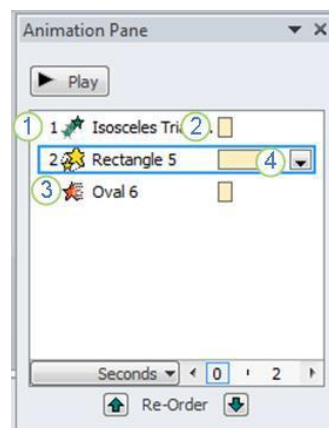 Animation Pane
Play
1 1 Isosceles Tri 2
2 Rectangle 5 4
3 Oval 6
Seconds 0 2
Re-Order